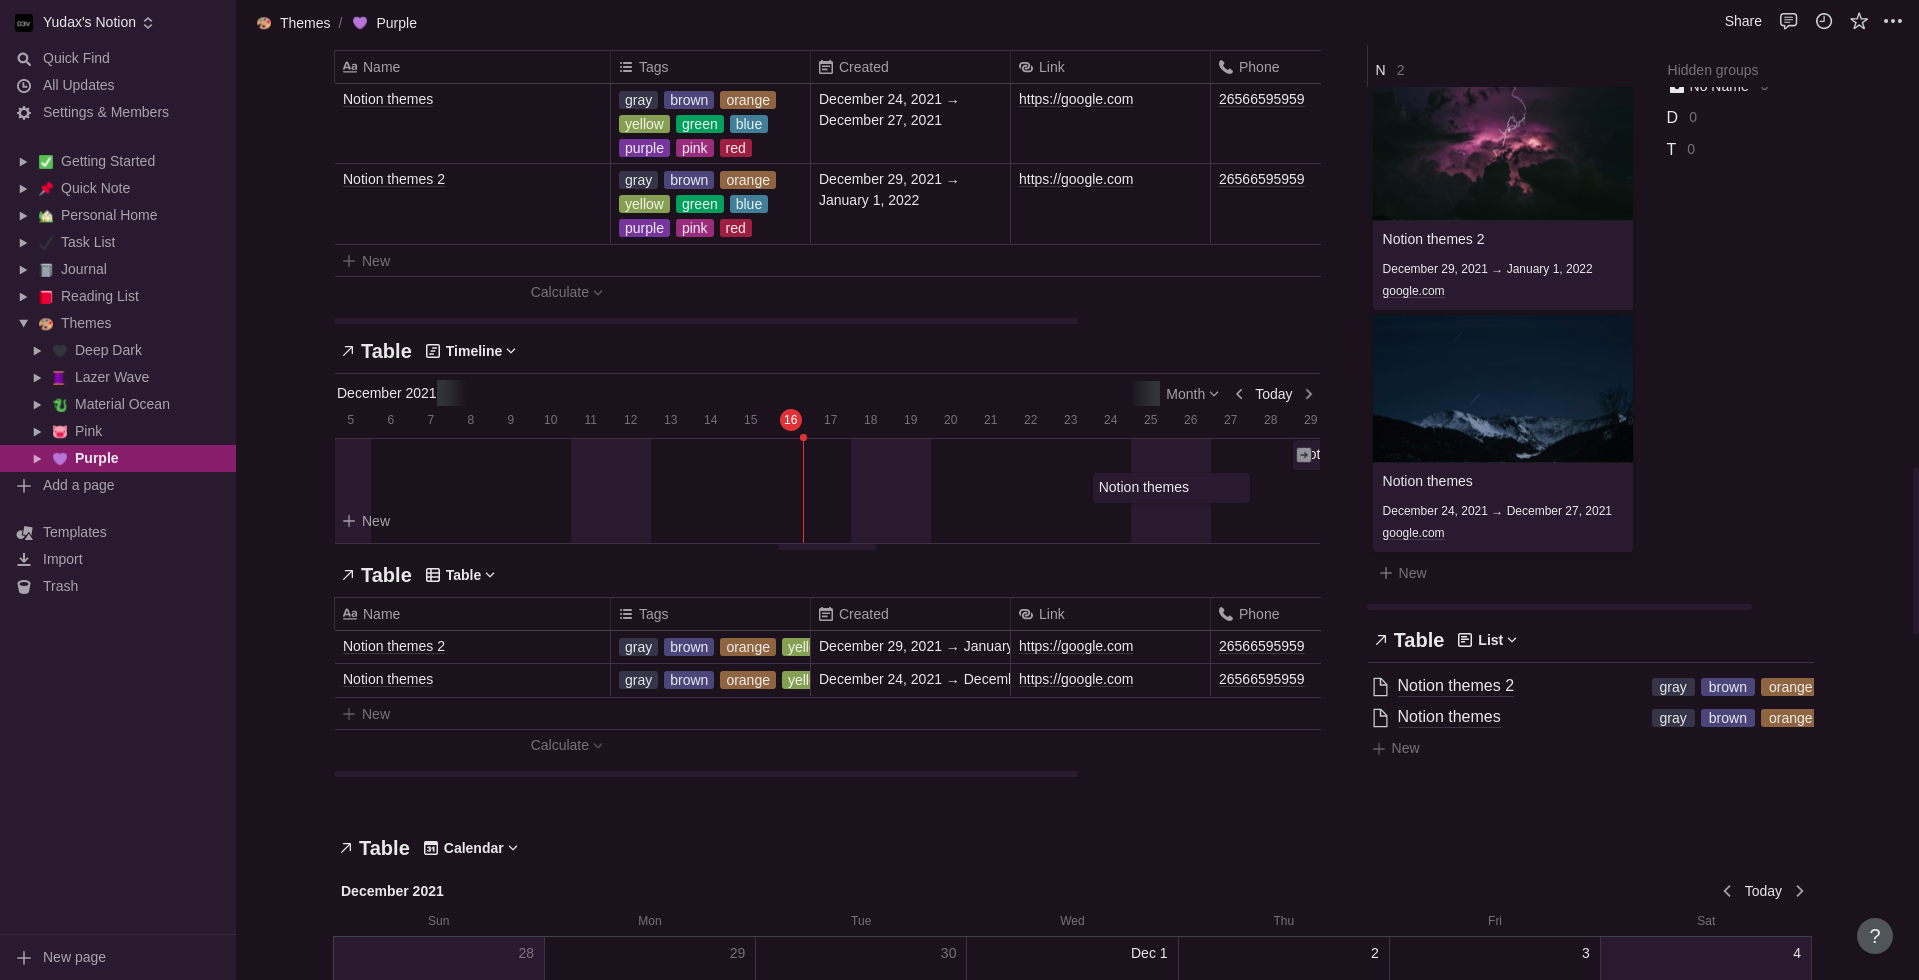 Yudax's Notion
Quick Find
All Updates
Settings & Members
Getting Started
Quick Note
Personal Home
Task List
Journal
Reading List
Themes
Deep Dark
Lazer Wave
Material Ocean
Pink
Purple
Add a page
Templates
Import
Trash
New page
Themes / Purple
Share
Name Tags Created Link Phone
Notion themes gray brown orange December 24, 2021 → https://google.com 26566595959
yellow green blue December 27, 2021
purple pink red
Notion themes 2 gray brown orange December 29, 2021 → https://google.com 26566595959
yellow green blue January 1, 2022
purple pink red
New
Calculate
Table Timeline
December 2021 Month Today
5 6 7 8 9 10 11 12 13 14 15 16 17 18 19 20 21 22 23 24 25 26 27 28 29
ot
Notion themes
New
Table Table
Name Tags Created Link Phone
Notion themes 2 gray brown orange yell December 29, 2021 → January https://google.com 26566595959
Notion themes gray brown orange yell December 24, 2021 → Decem https://google.com 26566595959
New
Calculate
N 2
Hidden groups
No Name 0
D 0
T 0
Notion themes 2
December 29, 2021 → January 1, 2022
google.com
Notion themes
December 24, 2021 → December 27, 2021
google.com
New
Table List
Notion themes 2 gray brown orange
Notion themes gray brown orange
New
Table 31 Calendar
December 2021 Today
Sun Mon Tue Wed Thu Fri Sat
28 29 30 Dec 1 2 3 4
?